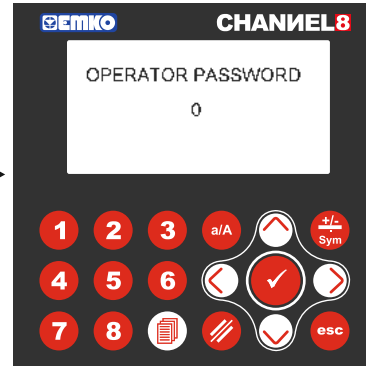 EMKO CHANNEL8
OPERATOR PASSWORD
0
1 2 3 a/A +/-
Sym
4 5 6
7 8 esc